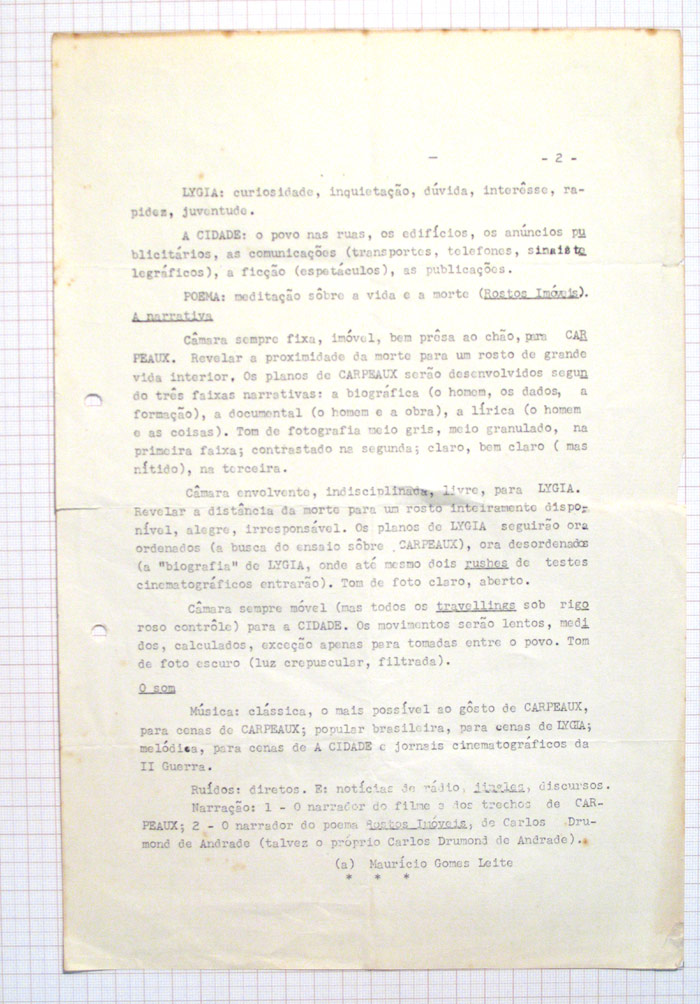 - 2 -
LYGIA: curiosidade, inquietação, dúvida, interêsse, ra-
pidez, juventude.
A CIDADE: o povo nas ruas, os edifícios, os anúncios pu
blicitários, as comunicações (transportes, telefones, sinais te
legráficos), a ficção (espetáculos), as publicações.
POEMA: meditação sôbre a vida e a morte (Rostos Imóveis).
A narrativa
Câmara sempre fixa, imóvel, bem prêsa ao chão, para CAR
PEAUX. Revelar a proximidade da morte para um rosto de grande
vida interior. Os planos de CARPEAUX serão desenvolvidos segun
do três faixas narrativas: a biográfica (o homem, os dados, a
formação), a documental (o homem e a obra), a lírica (o homem
e as coisas). Tom de fotografia meio gris, meio granulado, na
primeira faixa; contrastado na segunda; claro, bem claro ( mas
nítido), na terceira.
Câmara envolvente, indisciplinada, livre, para LYGIA.
Revelar a distância da morte para um rosto inteiramente dispo-
nível, alegre, irresponsável. Os planos de LYGIA seguirão ora
ordenados (a busca do ensaio sôbre CARPEAUX), ora desordenados
(a "biografia" de LYGIA, onde até mesmo dois rushes de testes
cinematográficos entrarão). Tom de foto claro, aberto.
Câmara sempre móvel (mas todos os travellings sob rigo
roso contrôle) para a CIDADE. Os movimentos serão lentos, medi
dos, calculados, exceção apenas para tomadas entre o povo. Tom
de foto escuro (luz crepuscular, filtrada).
O som
Música: clássica, o mais possível ao gôsto de CARPEAUX,
para cenas de CARPEAUX; popular brasileira, para cenas de LYGIA;
melódica, para cenas de A CIDADE e jornais cinematográficos da
II Guerra.
Ruídos: diretos. E: notícias de rádio, jingles, discursos.
Narração: 1 - O narrador do filme e dos trechos de CAR-
PEAUX; 2 - O narrador do poema Rostos Imóveis, de Carlos Dru-
mond de Andrade (talvez o próprio Carlos Drumond de Andrade).
(a) Maurício Gomes Leite
* * *